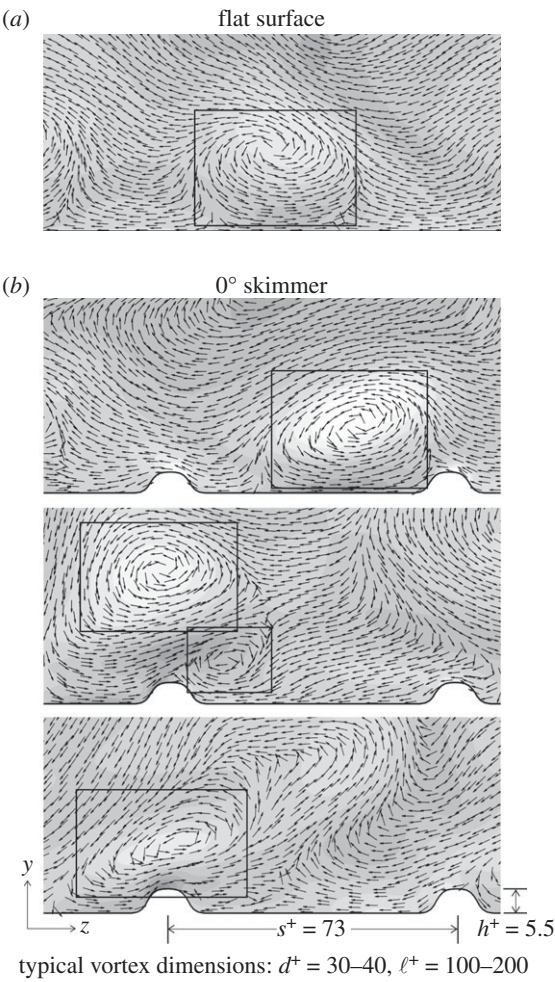 (a) flat surface
(b) 0° skimmer
y
z
s⁺ = 73
h⁺ = 5.5
typical vortex dimensions: d⁺ = 30–40, ℓ⁺ = 100–200